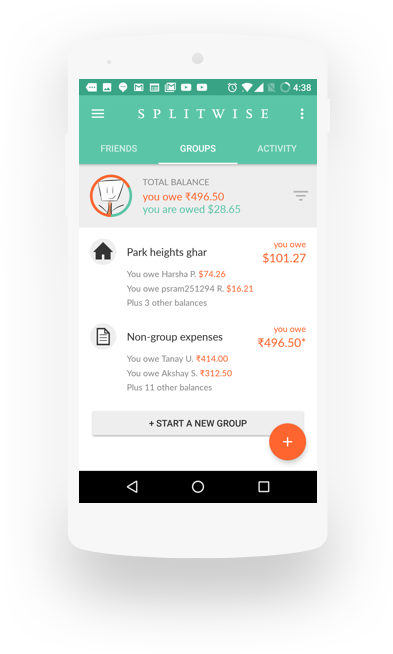 4:38
SPLITWISE
FRIENDS GROUPS ACTIVITY
TOTAL BALANCE
you owe ₹496.50
you are owed $28.65
Park heights ghar
you owe
$101.27
You owe Harsha P. $74.26
You owe psram251294 R. $16.21
Plus 3 other balances
Non-group expenses
you owe
₹496.50*
You owe Tanay U. ₹414.00
You owe Akshay S. ₹312.50
Plus 11 other balances
+ START A NEW GROUP
+